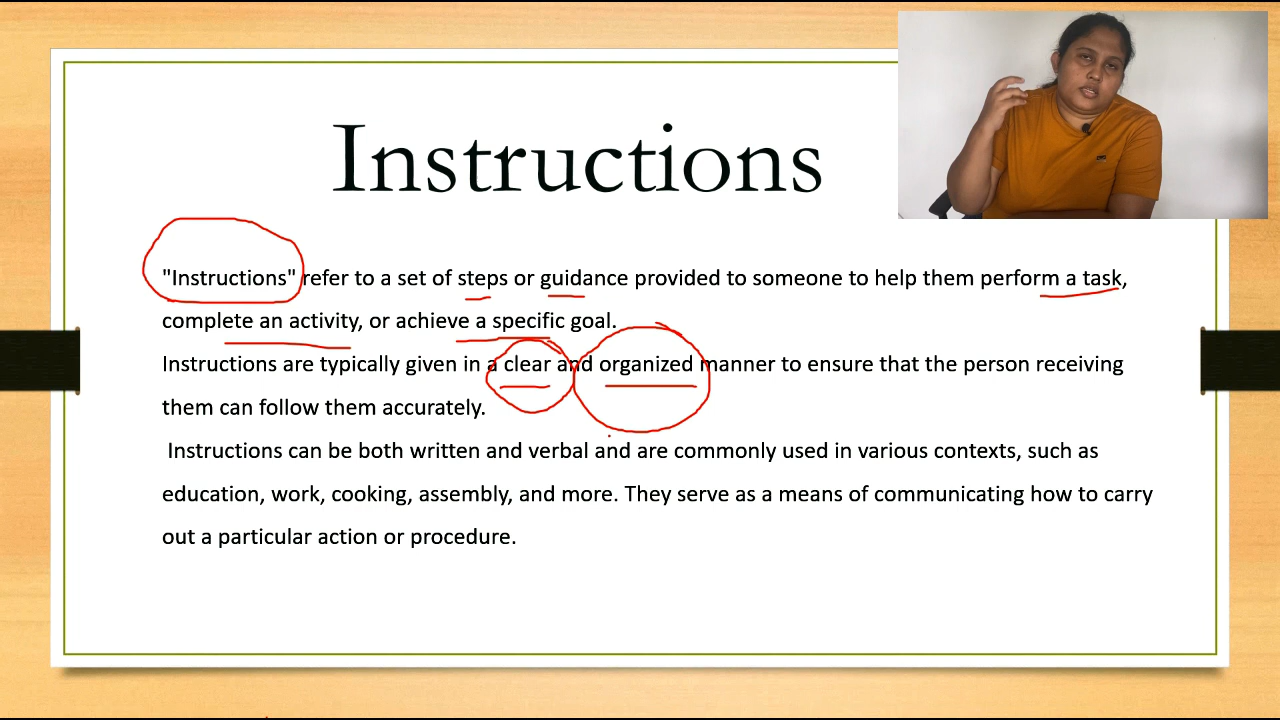 Instructions
"Instructions" refer to a set of steps or guidance provided to someone to help them perform a task,
complete an activity, or achieve a specific goal.
Instructions are typically given in a clear and organized manner to ensure that the person receiving
them can follow them accurately.
Instructions can be both written and verbal and are commonly used in various contexts, such as
education, work, cooking, assembly, and more. They serve as a means of communicating how to carry
out a particular action or procedure.